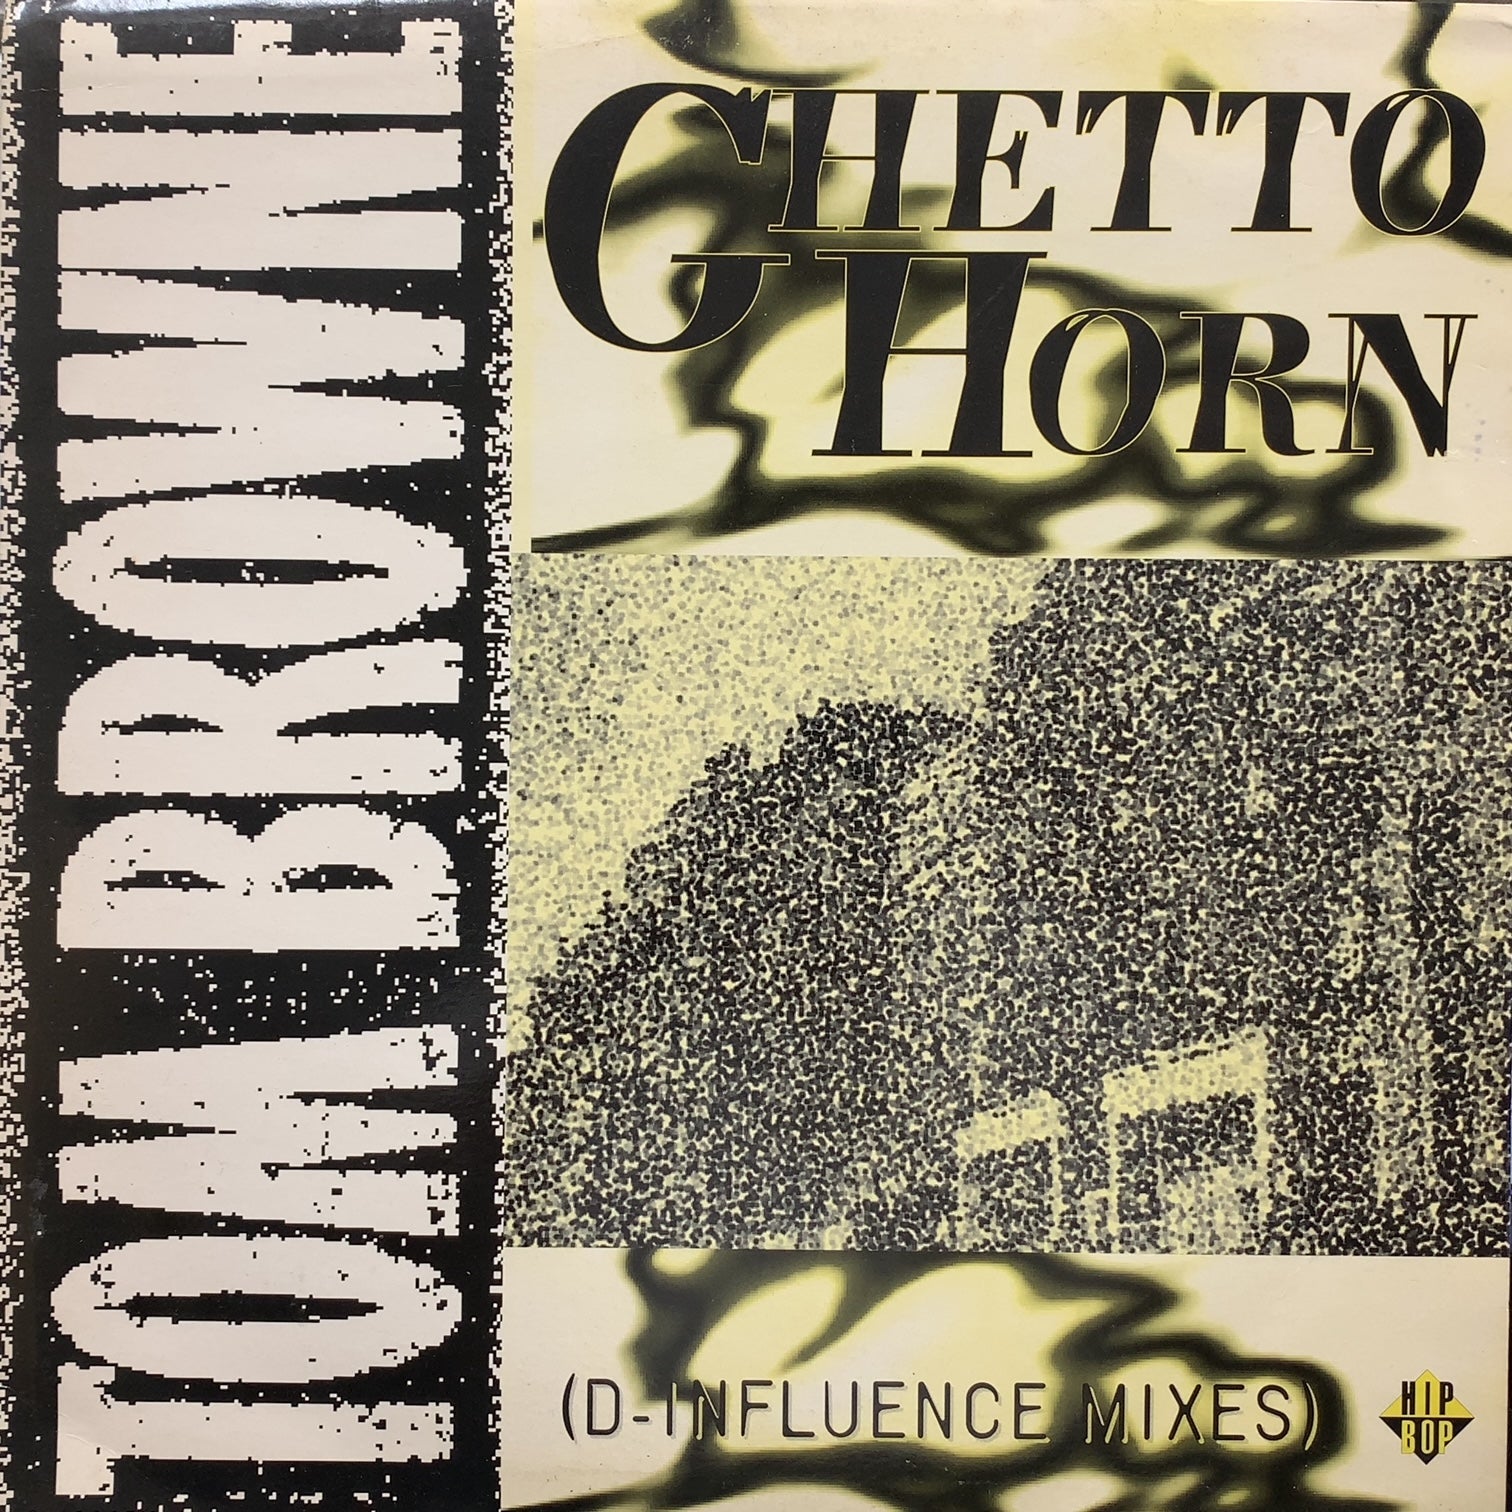 TOM BROWNE
GHETTO
HORN
(D-INFLUENCE MIXES)
HIP
BOP